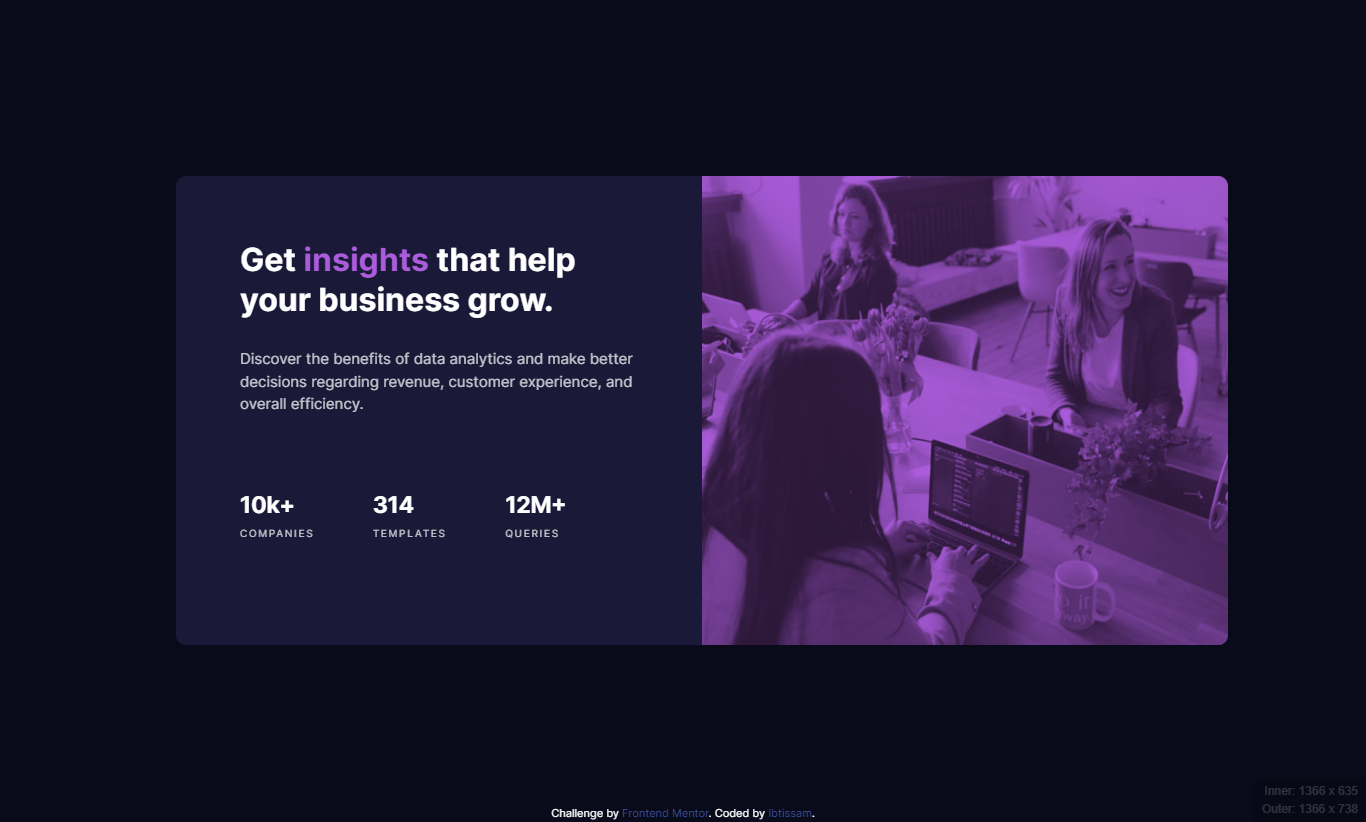 Get insights that help
your business grow.
Discover the benefits of data analytics and make better
decisions regarding revenue, customer experience, and
overall efficiency.
10k+ 314 12M+
COMPANIES TEMPLATES QUERIES
Challenge by Frontend Mentor. Coded by Ibtissam.
Inner: 1366 x 635
Outer: 1366 x 738